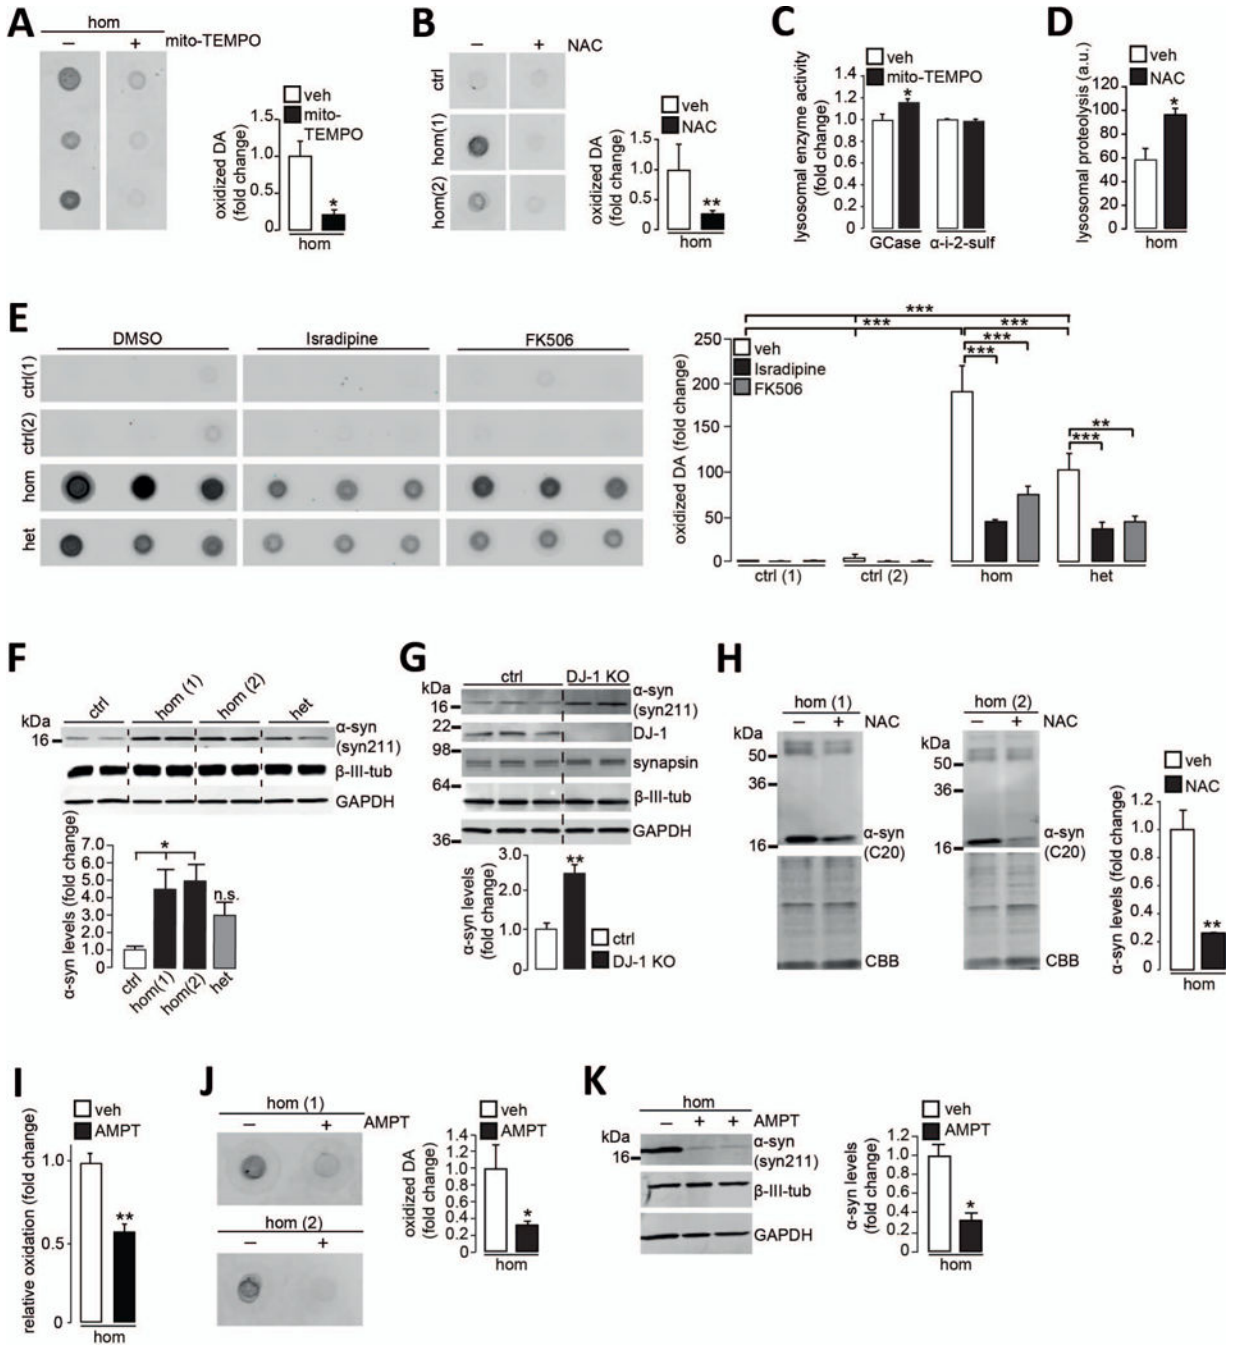 A
hom
− + mito-TEMPO
veh
mito-TEMPO
oxidized DA (fold change)
1.5
1.0
0.5
0
*
hom
B
− + NAC
ctrl
hom(1)
hom(2)
veh
NAC
oxidized DA (fold change)
1.5
1.0
0.5
0
**
hom
C
veh
mito-TEMPO
lysosomal enzyme activity (fold change)
1.4
1.2
1.0
0.8
0.6
0.4
0.2
0
*
GCase α-i-2-sulf
D
veh
NAC
lysosomal proteolysis (a.u.)
120
100
80
60
40
20
0
*
hom
E
DMSO Isradipine FK506
ctrl(1)
ctrl(2)
hom
het
***
*** ***
*** ***
** ***
veh
Isradipine
FK506
oxidized DA (fold change)
250
200
150
100
50
0
ctrl (1) ctrl (2) hom het
F
ctrl hom (1) hom (2) het
kDa
16
α-syn (syn211)
β-III-tub
GAPDH
α-syn levels (fold change)
7.0
6.0
5.0
4.0
3.0
2.0
1.0
0
* n.s.
ctrl hom(1) hom(2) het
G
ctrl DJ-1 KO
kDa
16
22
98
64
36
α-syn (syn211)
DJ-1
synapsin
β-III-tub
GAPDH
α-syn levels (fold change)
3.0
2.0
1.0
0
**
ctrl
DJ-1 KO
H
hom (1)
− + NAC
kDa
50
36
16
α-syn (C20)
CBB
hom (2)
− + NAC
kDa
50
36
16
α-syn (C20)
CBB
veh
NAC
α-syn levels (fold change)
1.2
1
0.8
0.6
0.4
0.2
0
**
hom
I
veh
AMPT
relative oxidation (fold change)
1.0
0.5
0
**
hom
J
hom (1)
− + AMPT
hom (2)
− +
veh
AMPT
oxidized DA (fold change)
1.4
1.2
1.0
0.8
0.6
0.4
0.2
0
*
hom
K
hom
− + + AMPT
kDa
16
α-syn (syn211)
β-III-tub
GAPDH
veh
AMPT
α-syn levels (fold change)
1.2
1.0
0.8
0.6
0.4
0.2
0
*
hom